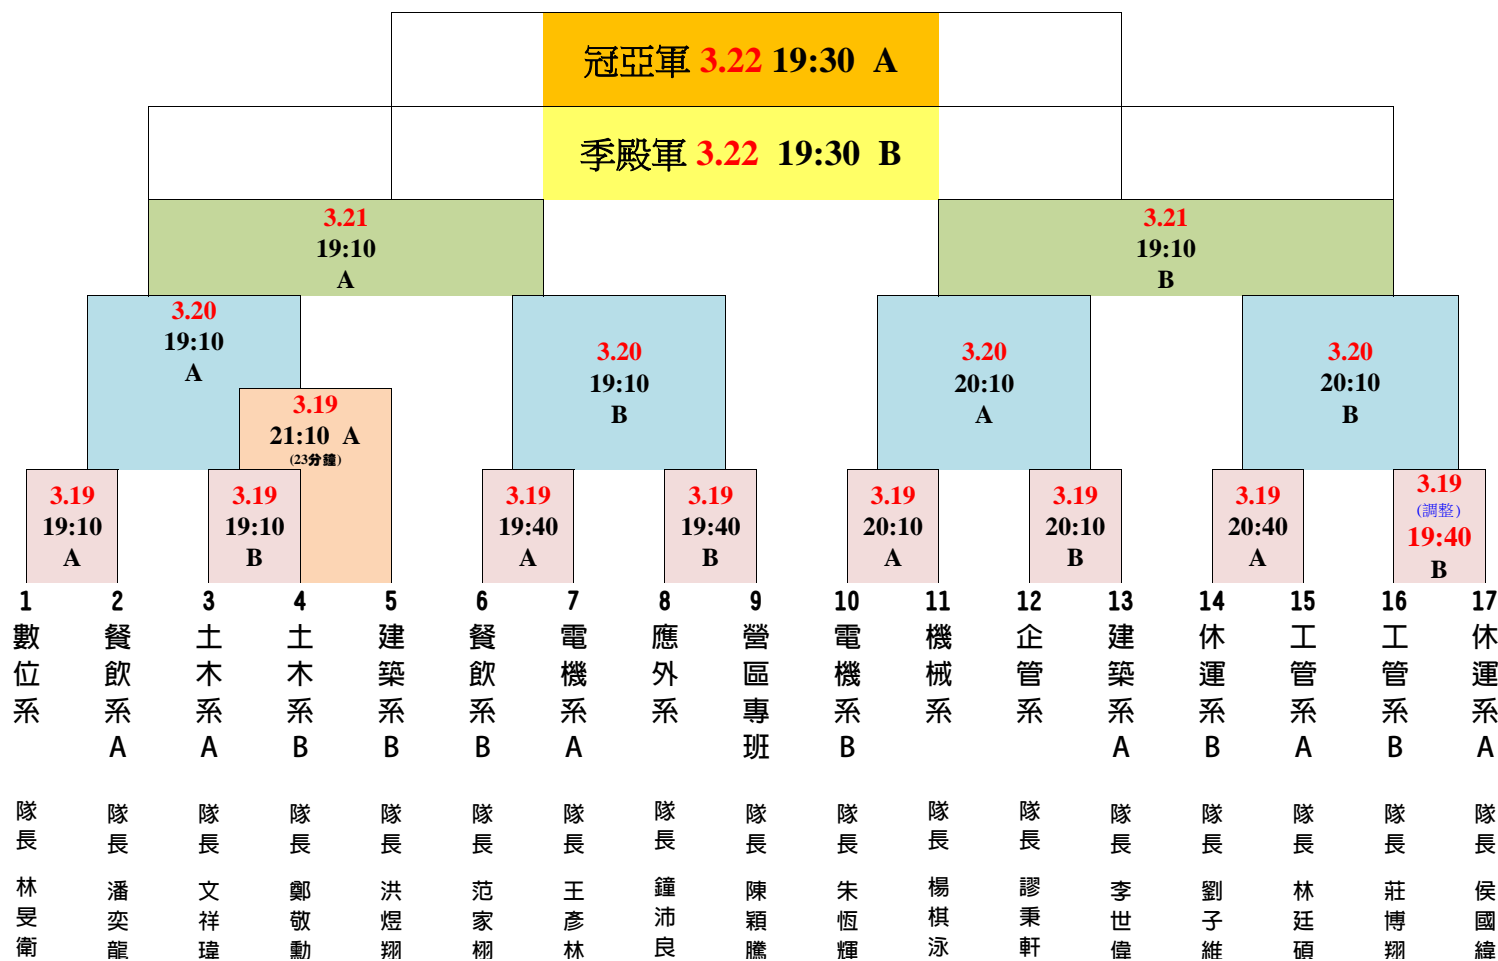 冠亞軍 3.22 19:30 A
季殿軍 3.22 19:30 B
3.21
19:10
A
3.21
19:10
B
3.20
19:10
A
3.20
19:10
B
3.20
20:10
A
3.20
20:10
B
3.19
21:10 A
(23分鐘)
3.19
19:10
A
3.19
19:10
B
3.19
19:40
A
3.19
19:40
B
3.19
20:10
A
3.19
20:10
B
3.19
20:40
A
3.19
(調整)
19:40
B
1
數位系
隊長 林旻衛
2
餐飲系A
隊長 潘奕龍
3
土木系A
隊長 文祥瑋
4
土木系B
隊長 鄭敬勳
5
建築系B
隊長 洪煜翔
6
餐飲系B
隊長 范家栩
7
電機系A
隊長 王彥林
8
應外系
隊長 鐘沛良
9
營區專班
隊長 陳穎騰
10
電機系B
隊長 朱恆輝
11
機械系
隊長 楊棋泳
12
企管系
隊長 謬秉軒
13
建築系A
隊長 李世偉
14
休運系B
隊長 劉子維
15
工管系A
隊長 林廷碩
16
工管系B
隊長 莊博翔
17
休運系A
隊長 侯國緯